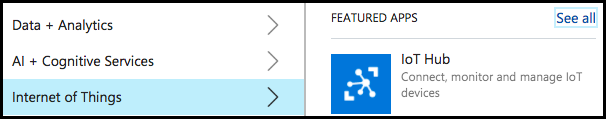 Data + Analytics
AI + Cognitive Services
Internet of Things
FEATURED APPS
See all
IoT Hub
Connect, monitor and manage IoT
devices